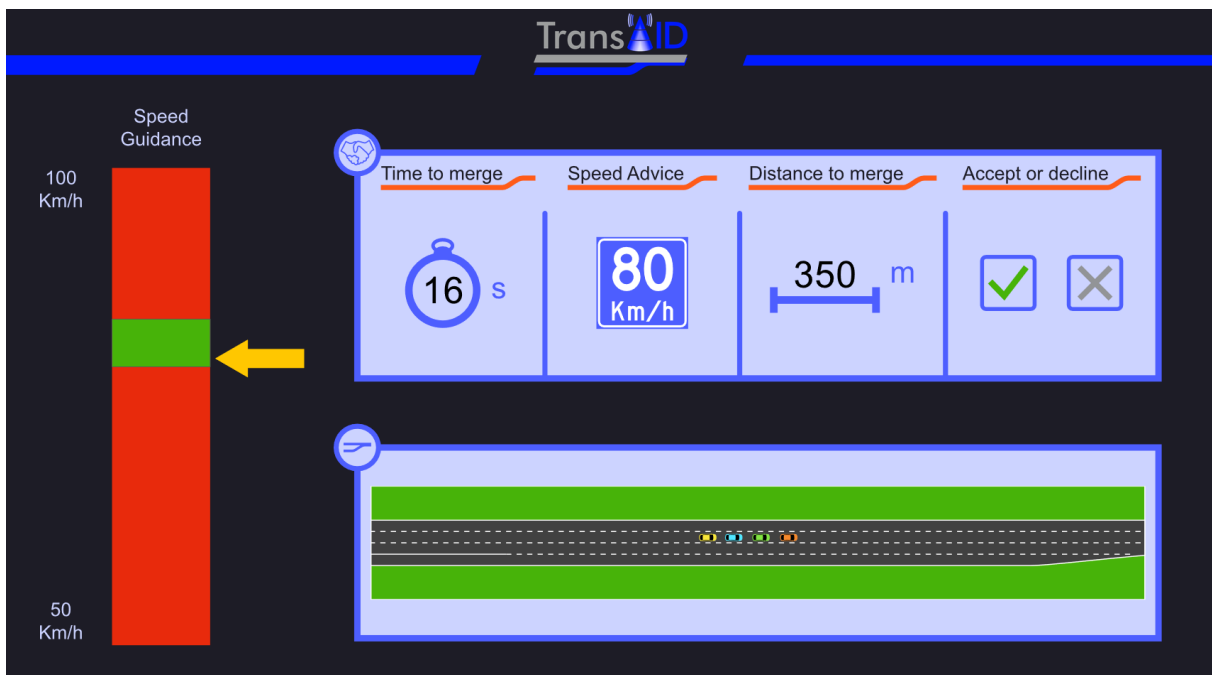 TransAID
Speed
Guidance
100
Km/h
50
Km/h
Time to merge
Speed Advice
Distance to merge
Accept or decline
16 s
80
Km/h
350 m